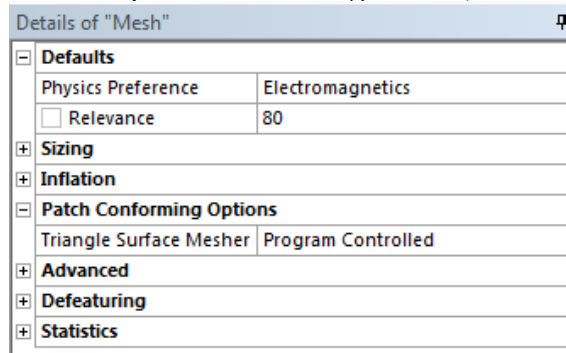 Details of "Mesh"
Defaults
Physics Preference Electromagnetics
Relevance 80
Sizing
Inflation
Patch Conforming Options
Triangle Surface Mesher Program Controlled
Advanced
Defeaturing
Statistics